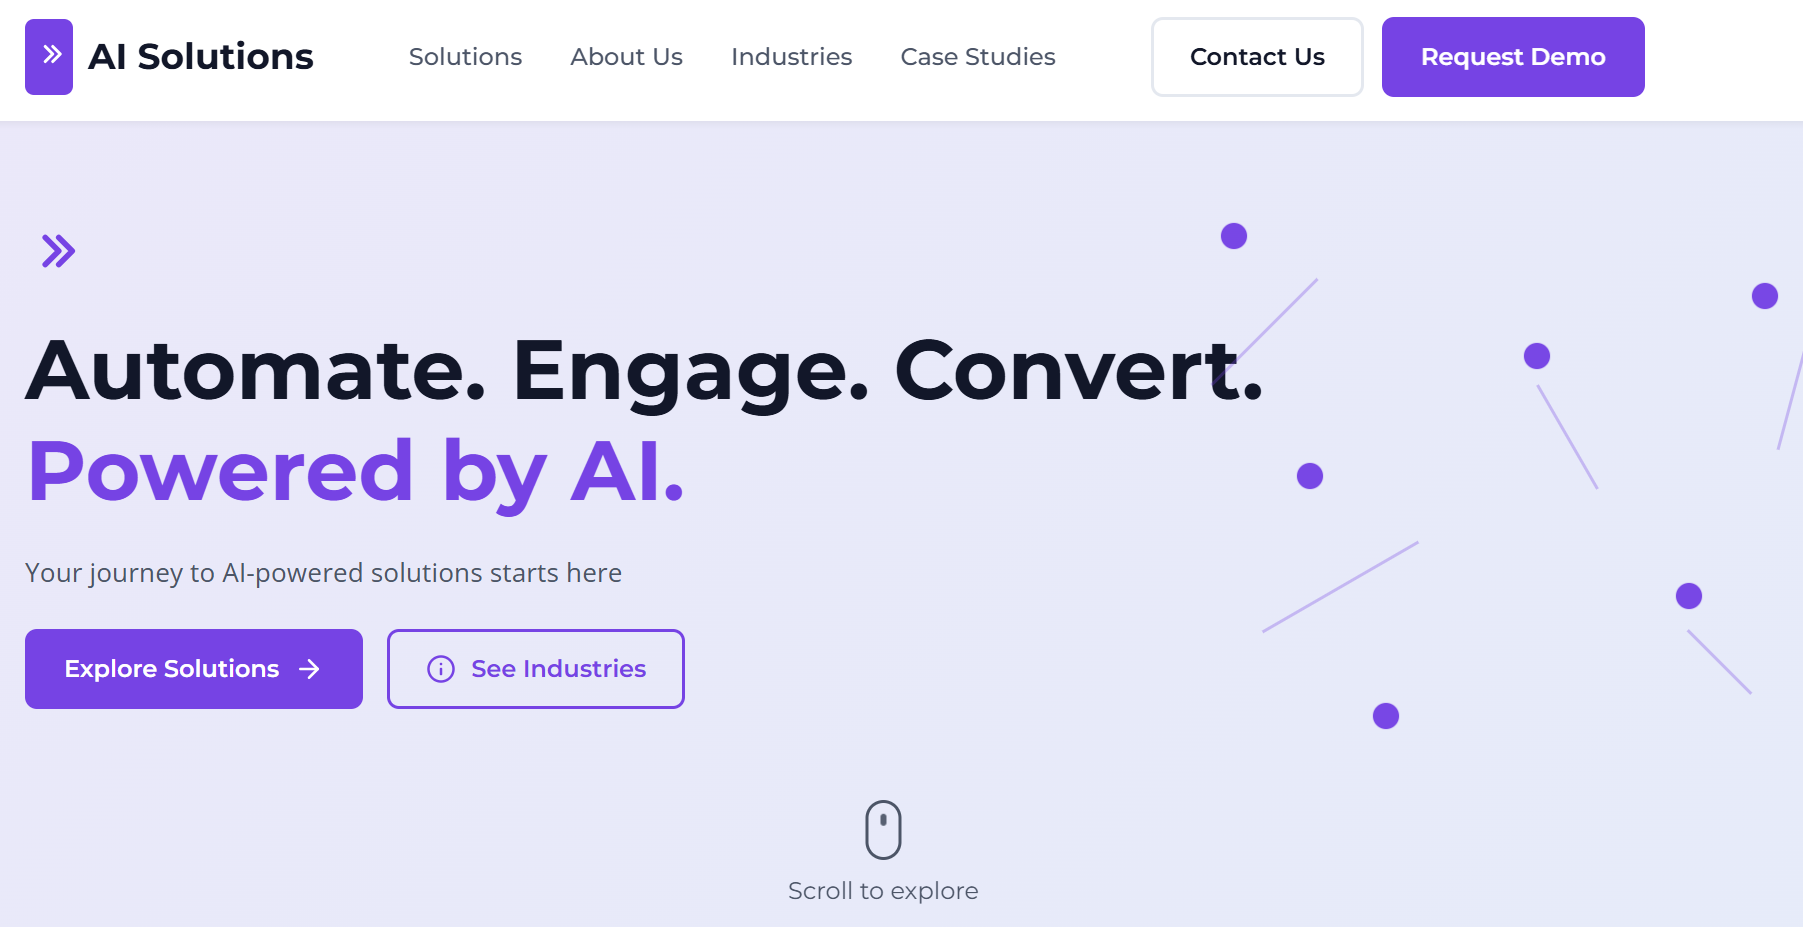 AI Solutions
Solutions
About Us
Industries
Case Studies
Contact Us
Request Demo
Automate. Engage. Convert.
Powered by AI.
Your journey to AI-powered solutions starts here
Explore Solutions
See Industries
Scroll to explore